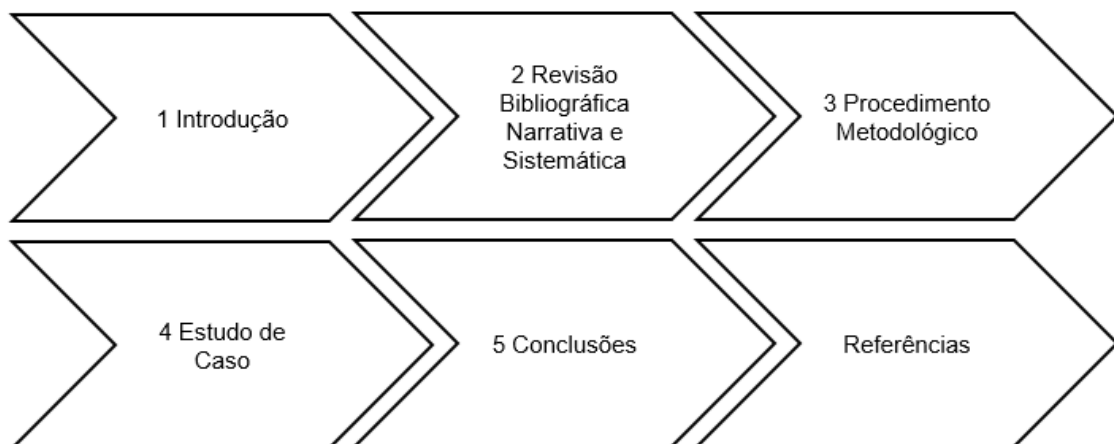 1 Introdução
2 Revisão
Bibliográfica
Narrativa e
Sistemática
3 Procedimento
Metodológico
4 Estudo de
Caso
5 Conclusões
Referências